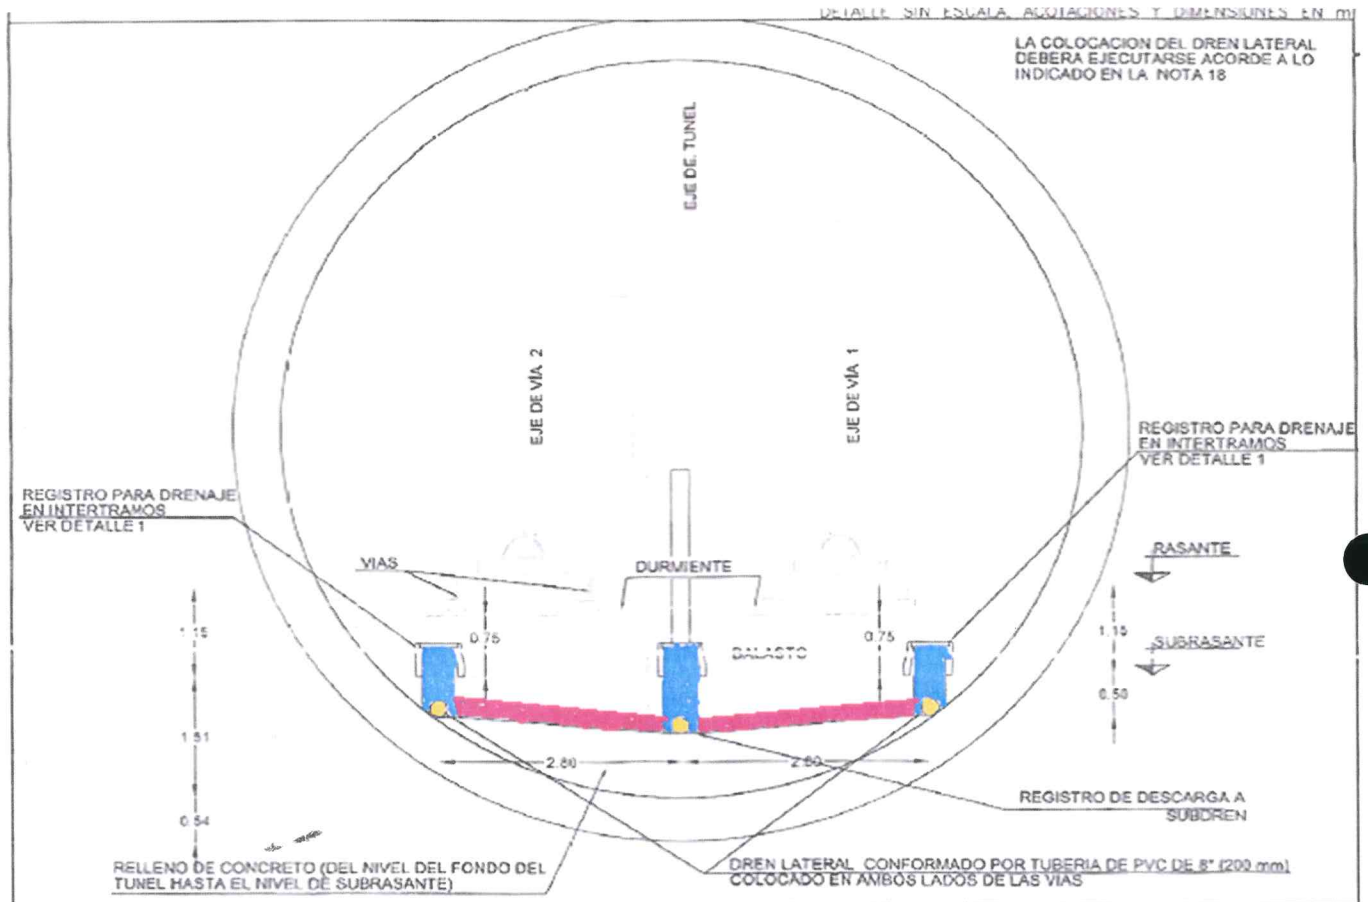 DETALLE SIN ESCALA, ACOTACIONES Y DIMENSIONES EN
LA COLOCACION DEL DREN LATERAL
DEBERA EJECUTARSE ACORDE A LO
INDICADO EN LA NOTA 18
EJE DE TUNEL
EJE DE VÍA 2
EJE DE VÍA 1
REGISTRO PARA DRENAJE
EN INTERTRAMOS
VER DETALLE 1
REGISTRO PARA DRENAJE
EN INTERTRAMOS
VER DETALLE 1
VIAS
DURMIENTE
RASANTE
1.15
0.75
BALASTO
0.75
1.15
SUBRASANTE
0.50
2.80
2.80
0.54
REGISTRO DE DESCARGA A
SUBDREN
RELLENO DE CONCRETO (DEL NIVEL DEL FONDO DEL
TUNEL HASTA EL NIVEL DE SUBRASANTE)
DREN LATERAL CONFORMADO POR TUBERIA DE PVC DE 8" (200 mm)
COLOCADO EN AMBOS LADOS DE LAS VIAS